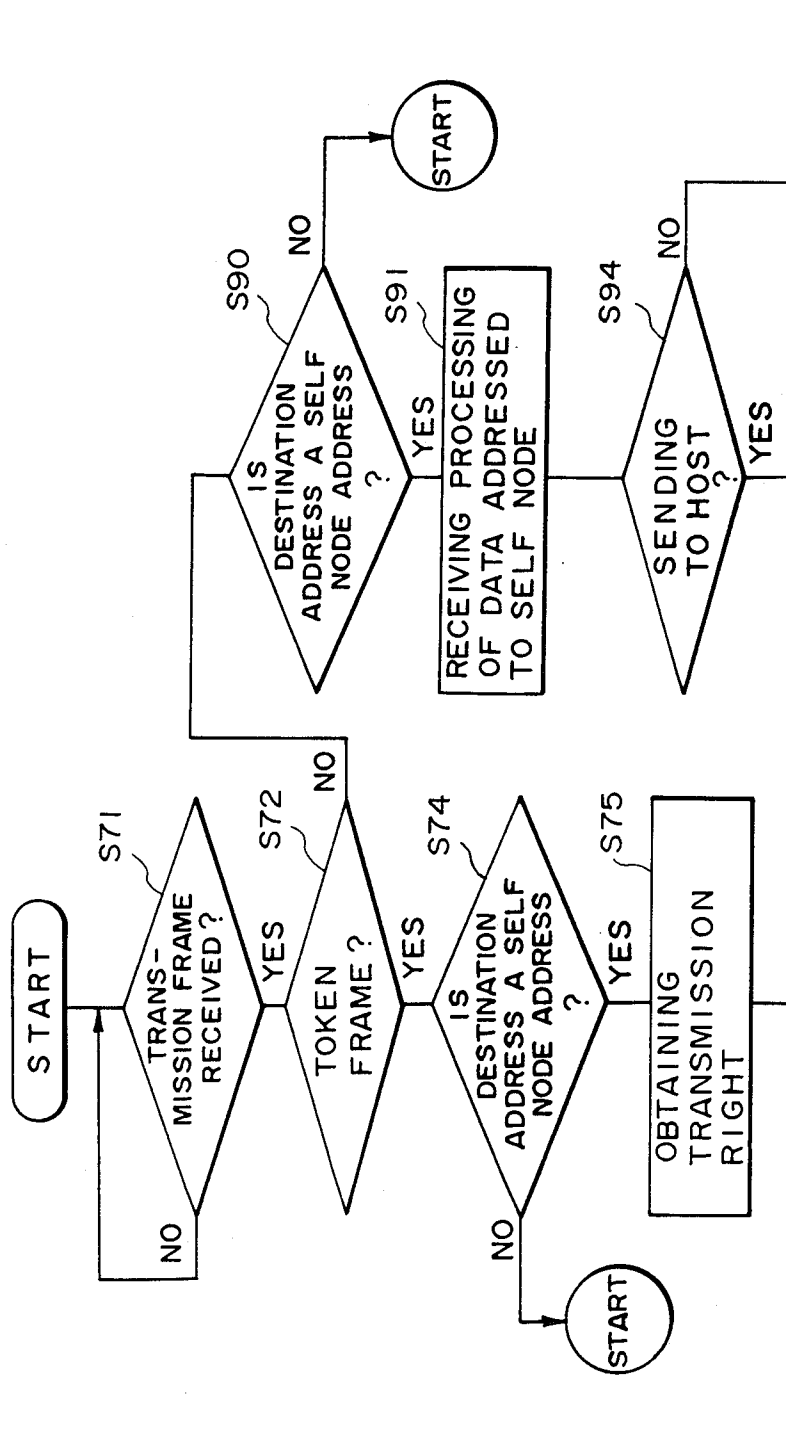 START
S71
TRANS-
MISSION FRAME
RECEIVED?
NO
YES
S72
TOKEN
FRAME?
NO
YES
S74
IS
DESTINATION
ADDRESS A SELF
NODE ADDRESS
?
NO
START
YES
S75
OBTAINING
TRANSMISSION
RIGHT
S90
IS
DESTINATION
ADDRESS A SELF
NODE ADDRESS
?
NO
START
YES
S91
RECEIVING PROCESSING
OF DATA ADDRESSED
TO SELF NODE
S94
SENDING
TO HOST
?
NO
YES